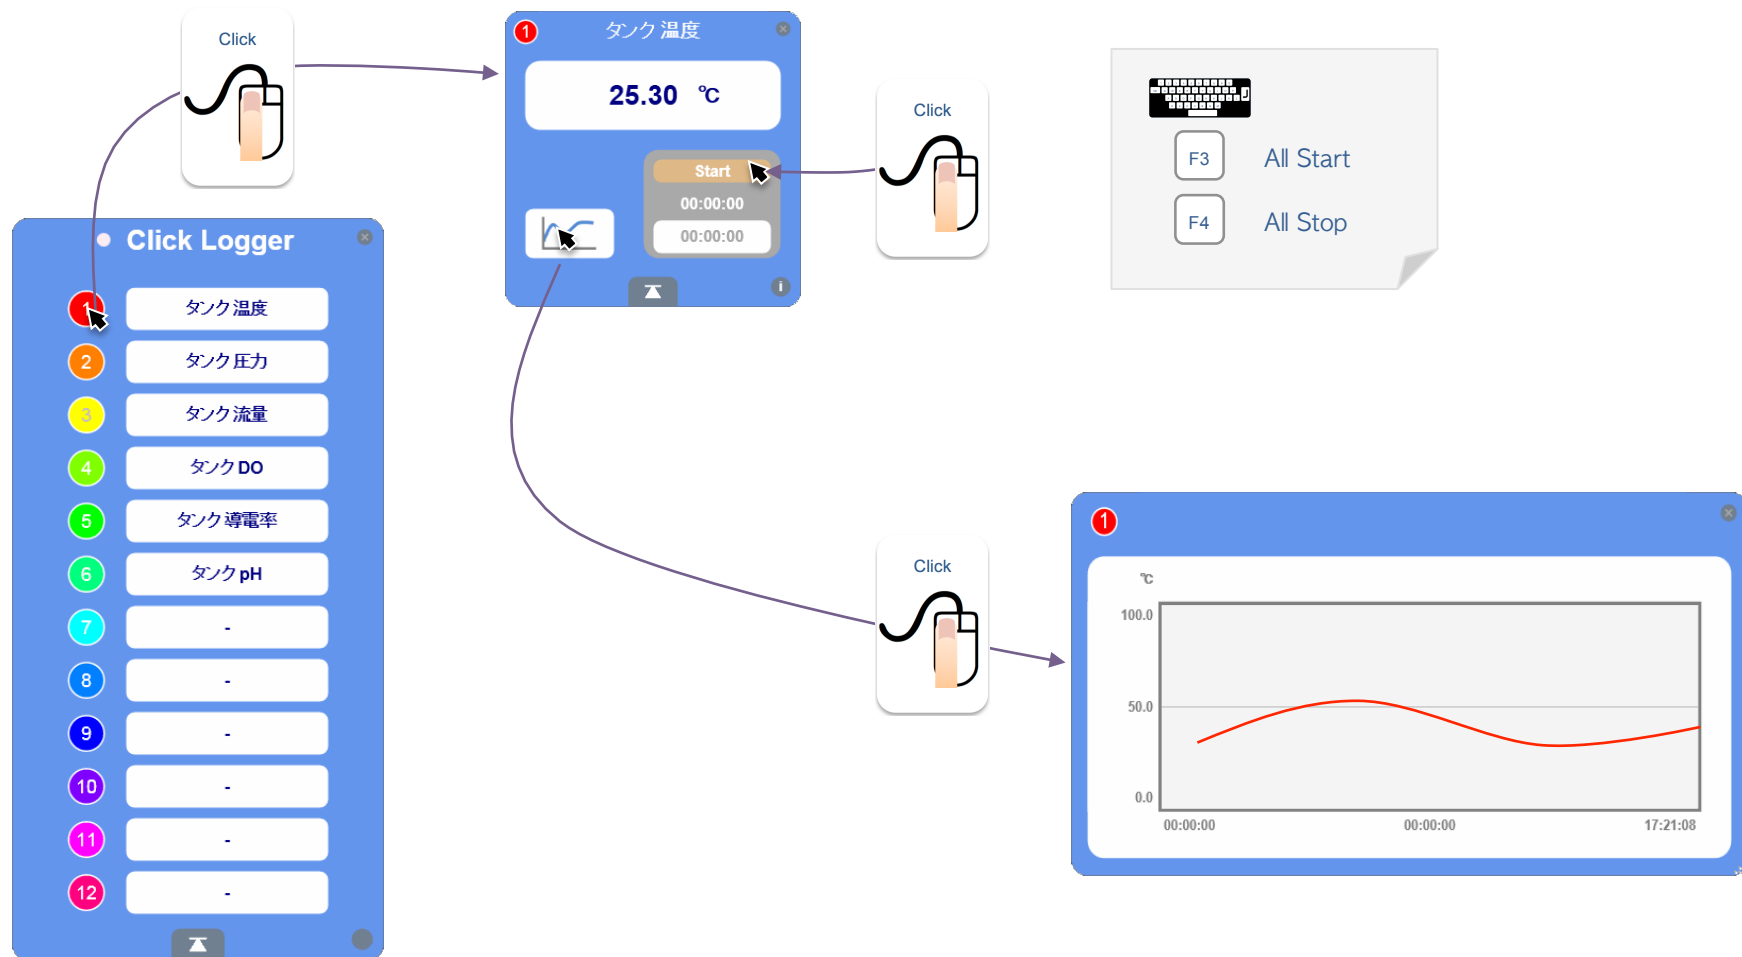 Click
Click Logger
1 タンク温度
2 タンク圧力
3 タンク流量
4 タンクDO
5 タンク導電率
6 タンクpH
7 -
8 -
9 -
10 -
11 -
12 -
1 タンク温度
25.30 ℃
Start
00:00:00
00:00:00
i
Click
F3 All Start
F4 All Stop
Click
1
℃
100.0
50.0
0.0
00:00:00 00:00:00 17:21:08